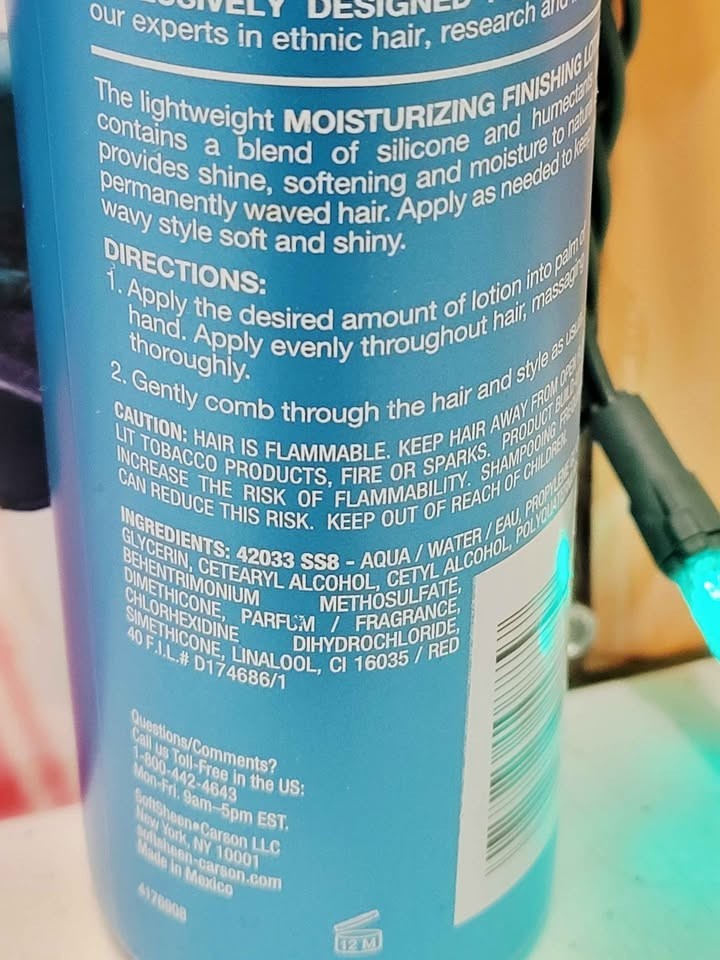 DESIGNED
our experts in ethnic hair, research and
The lightweight MOISTURIZING FINISHING
contains a blend of silicone and humectants
provides shine, softening and moisture to
permanently waved hair. Apply as needed to keep
wavy style soft and shiny.
DIRECTIONS:
1. Apply the desired amount of lotion into palm of
hand. Apply evenly throughout hair, massaging
thoroughly.
2. Gently comb through the hair and style as
CAUTION: HAIR IS FLAMMABLE. KEEP HAIR AWAY FROM OPEN
LIT TOBACCO PRODUCTS, FIRE OR SPARKS. PRODUCT
INCREASE THE RISK OF FLAMMABILITY. SHAMPOOING
CAN REDUCE THIS RISK. KEEP OUT OF REACH OF CHILDREN.
INGREDIENTS: 42033 SS8 - AQUA / WATER / EAU,
GLYCERIN, CETEARYL ALCOHOL, CETYL ALCOHOL,
BEHENTRIMONIUM METHOSULFATE,
DIMETHICONE, PARFUM / FRAGRANCE,
CHLORHEXIDINE DIHYDROCHLORIDE,
SIMETHICONE, LINALOOL, CI 16035 / RED
40 F.I.L.# D174686/1
Questions/Comments?
Call us Toll-Free in the US:
1-800-442-4643
Mon-Fri. 9am–5pm EST.
SoftSheen•Carson LLC
New York, NY 10001
softsheen-carson.com
Made in Mexico
12 M